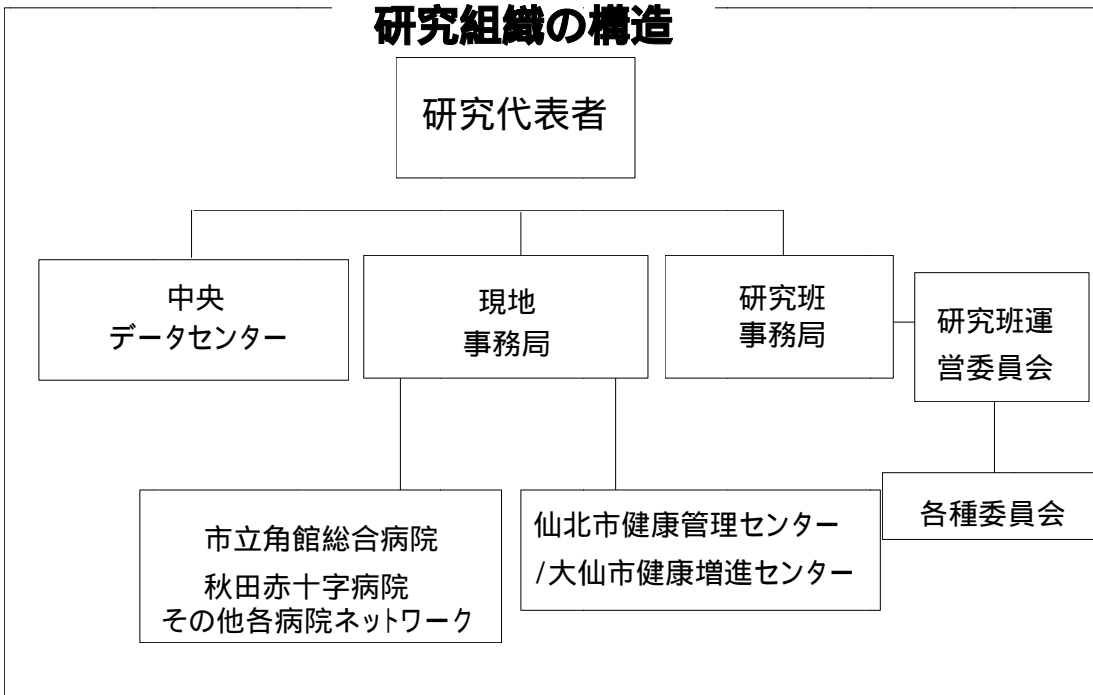 研究組織の構造
研究代表者
中央
データセンター
現地
事務局
研究班
事務局
研究班運
営委員会
市立角館総合病院
秋田赤十字病院
その他各病院ネットワーク
仙北市健康管理センター
/大仙市健康増進センター
各種委員会